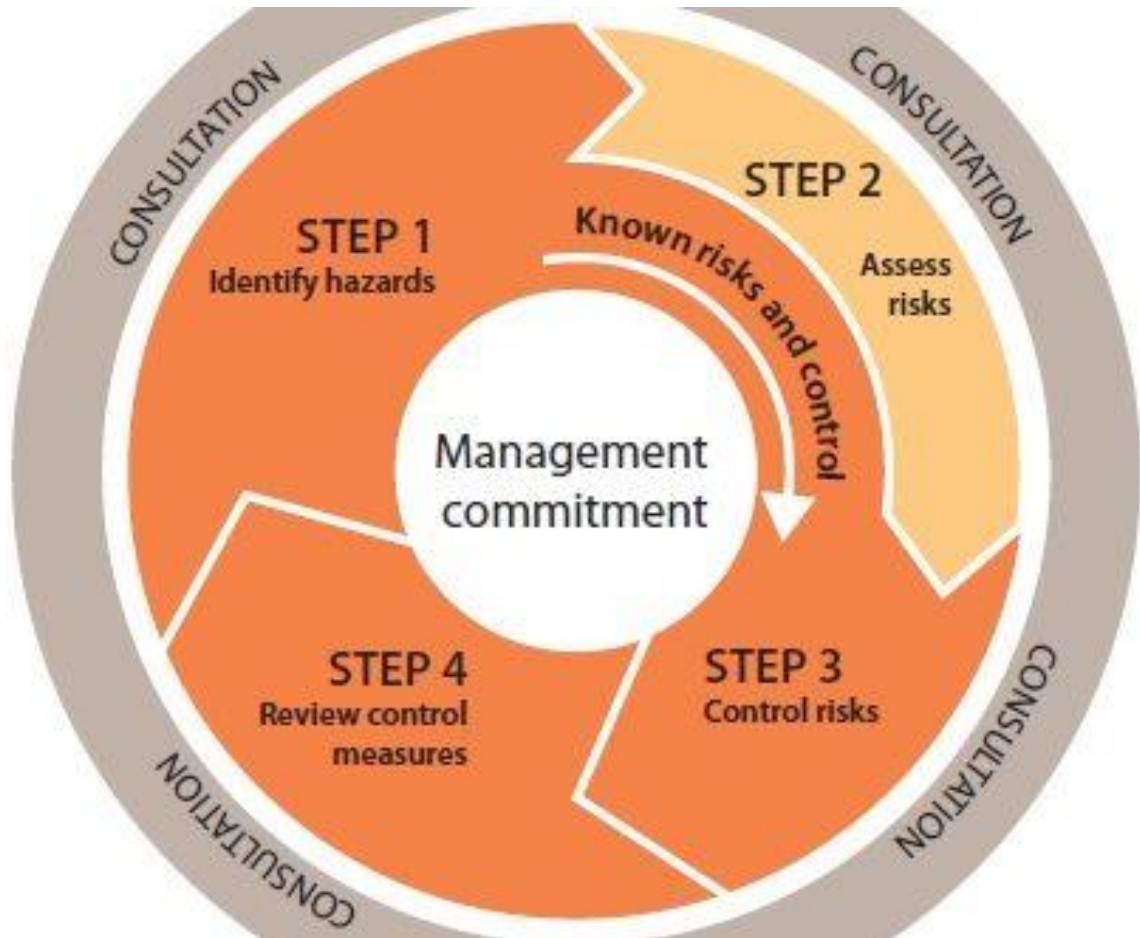 CONSULTATION
CONSULTATION
STEP 1
Identify hazards
STEP 2
Assess
risks
Known risks and control
Management
commitment
STEP 3
Control risks
STEP 4
Review control
measures
CONSULTATION
CONSULTATION